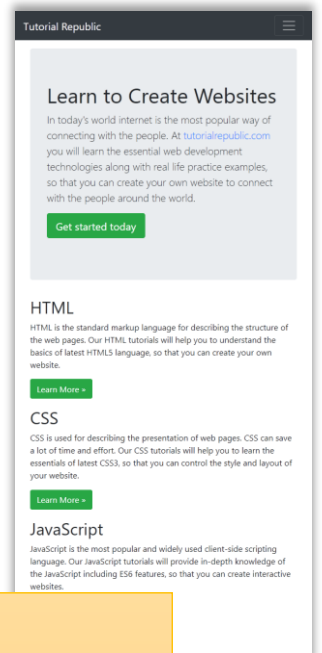 Tutorial Republic
Learn to Create Websites
In today's world internet is the most popular way of
connecting with the people. At tutorialrepublic.com
you will learn the essential web development
technologies along with real life practice examples,
so that you can create your own website to connect
with the people around the world.
Get started today
HTML
HTML is the standard markup language for describing the structure of
the web pages. Our HTML tutorials will help you to understand the
basics of latest HTML5 language, so that you can create your own
website.
Learn More »
CSS
CSS is used for describing the presentation of web pages. CSS can save
a lot of time and effort. Our CSS tutorials will help you to learn the
essentials of latest CSS3, so that you can control the style and layout of
your website.
Learn More »
JavaScript
JavaScript is the most popular and widely used client-side scripting
language. Our JavaScript tutorials will provide in-depth knowledge of
the JavaScript including ES6 features, so that you can create interactive
websites.